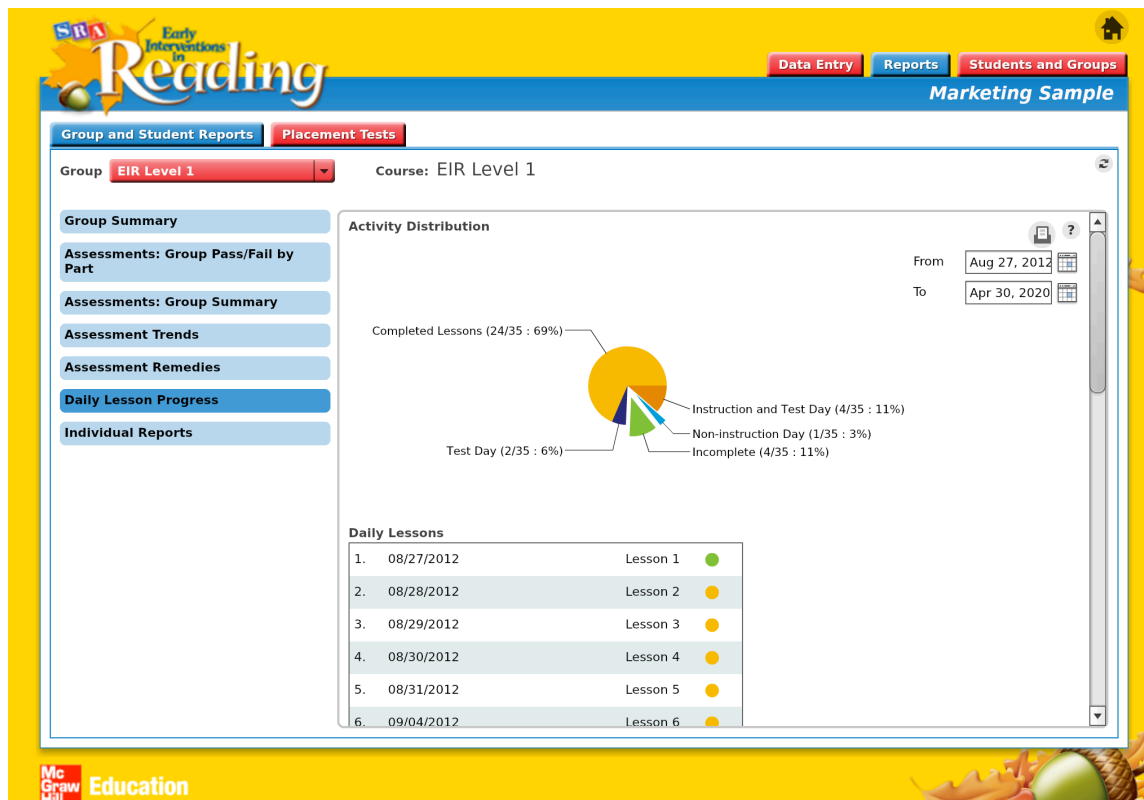 SRA
Early
Interventions
in
Reading
Data Entry
Reports
Students and Groups
Marketing Sample
Group and Student Reports
Placement Tests
Group EIR Level 1
Course: EIR Level 1
Group Summary
Assessments: Group Pass/Fail by
Part
Assessments: Group Summary
Assessment Trends
Assessment Remedies
Daily Lesson Progress
Individual Reports
Activity Distribution
?
From Aug 27, 2012
To Apr 30, 2020
Completed Lessons (24/35 : 69%)
Instruction and Test Day (4/35 : 11%)
Non-instruction Day (1/35 : 3%)
Test Day (2/35 : 6%)
Incomplete (4/35 : 11%)
Daily Lessons
1. 08/27/2012 Lesson 1
2. 08/28/2012 Lesson 2
3. 08/29/2012 Lesson 3
4. 08/30/2012 Lesson 4
5. 08/31/2012 Lesson 5
6. 09/04/2012 Lesson 6
Mc
Graw
Hill
Education